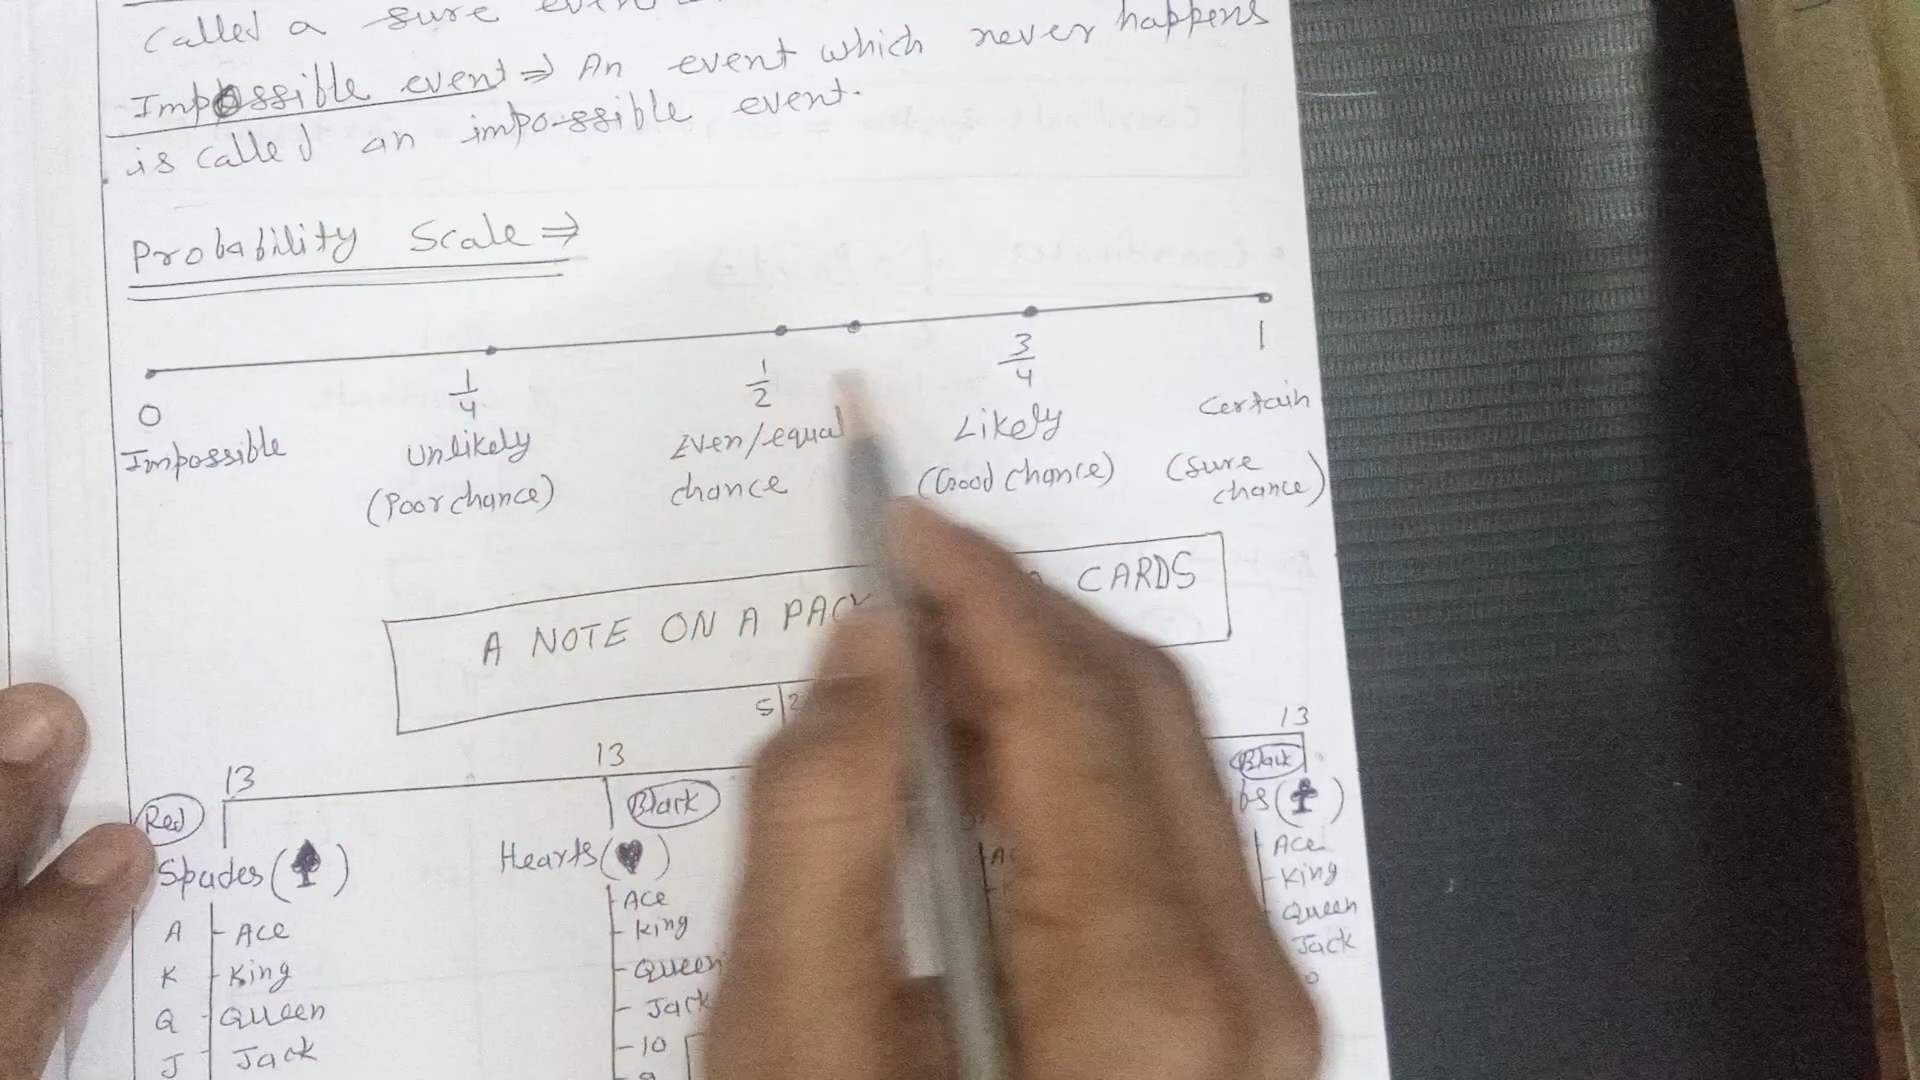 called a sure
Impossible event ⇒ An event which never happens
is called an impossible event.
Probability Scale ⇒
0 1/4 1/2 3/4 1
Impossible Unlikely Even/equal Likely Certain
(Poor chance) chance (Good chance) (Sure chance)
A NOTE ON A CARDS
52
13 13 13
Red Black Black
Spades (♠) Hearts (♥) (♣)
A Ace Ace Ace
K King King King
Q Queen Queen Queen
J Jack Jack Jack
10
9